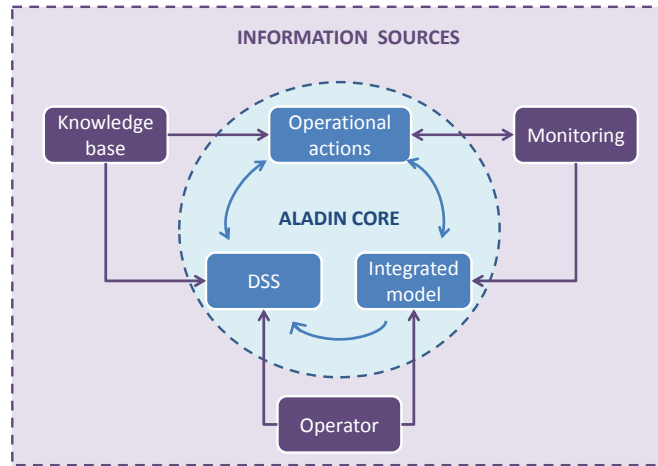 INFORMATION SOURCES
Knowledge
base
Operational
actions
Monitoring
ALADIN CORE
DSS
Integrated
model
Operator